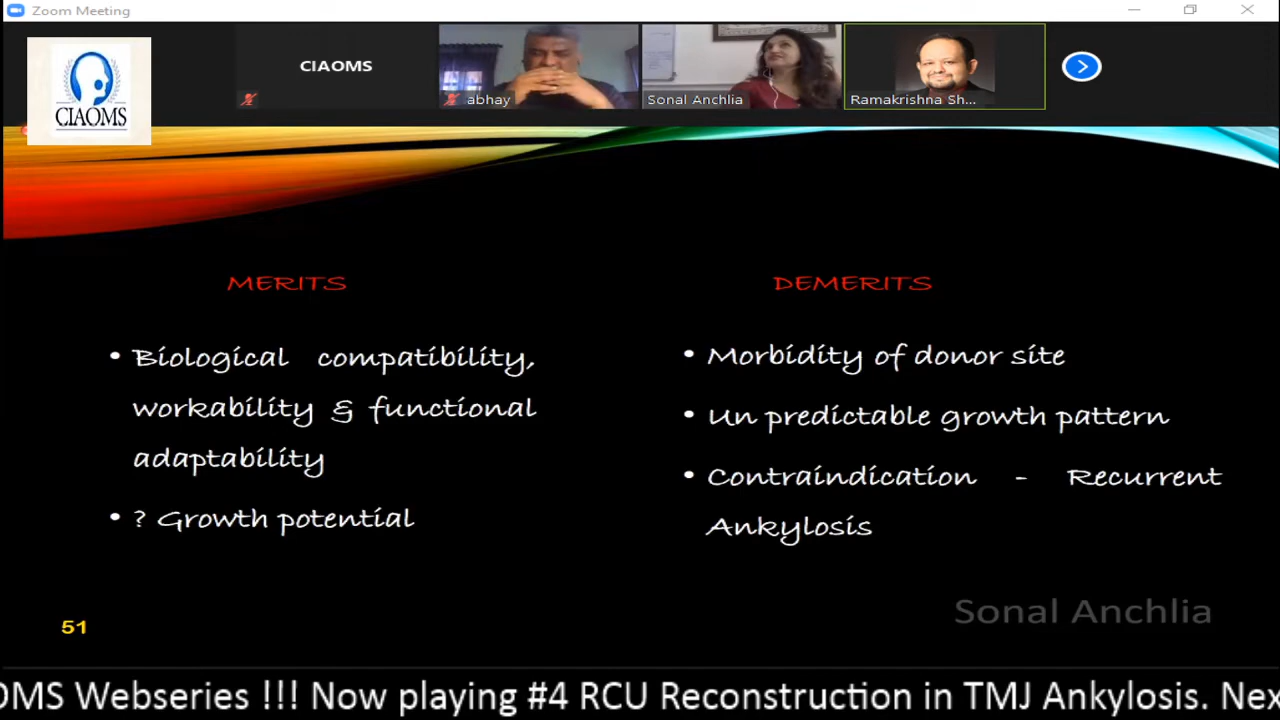 Zoom Meeting
CIAOMS
CIAOMS
abhay
Sonal Anchlia
Ramakrishna Sh...
MERITS
• Biological compatibility,
workability & functional
adaptability
• ? Growth potential
DEMERITS
• Morbidity of donor site
• Un predictable growth pattern
• Contraindication - Recurrent
Ankylosis
51
Sonal Anchlia
OMS Webseries !!! Now playing #4 RCU Reconstruction in TMJ Ankylosis. Nex